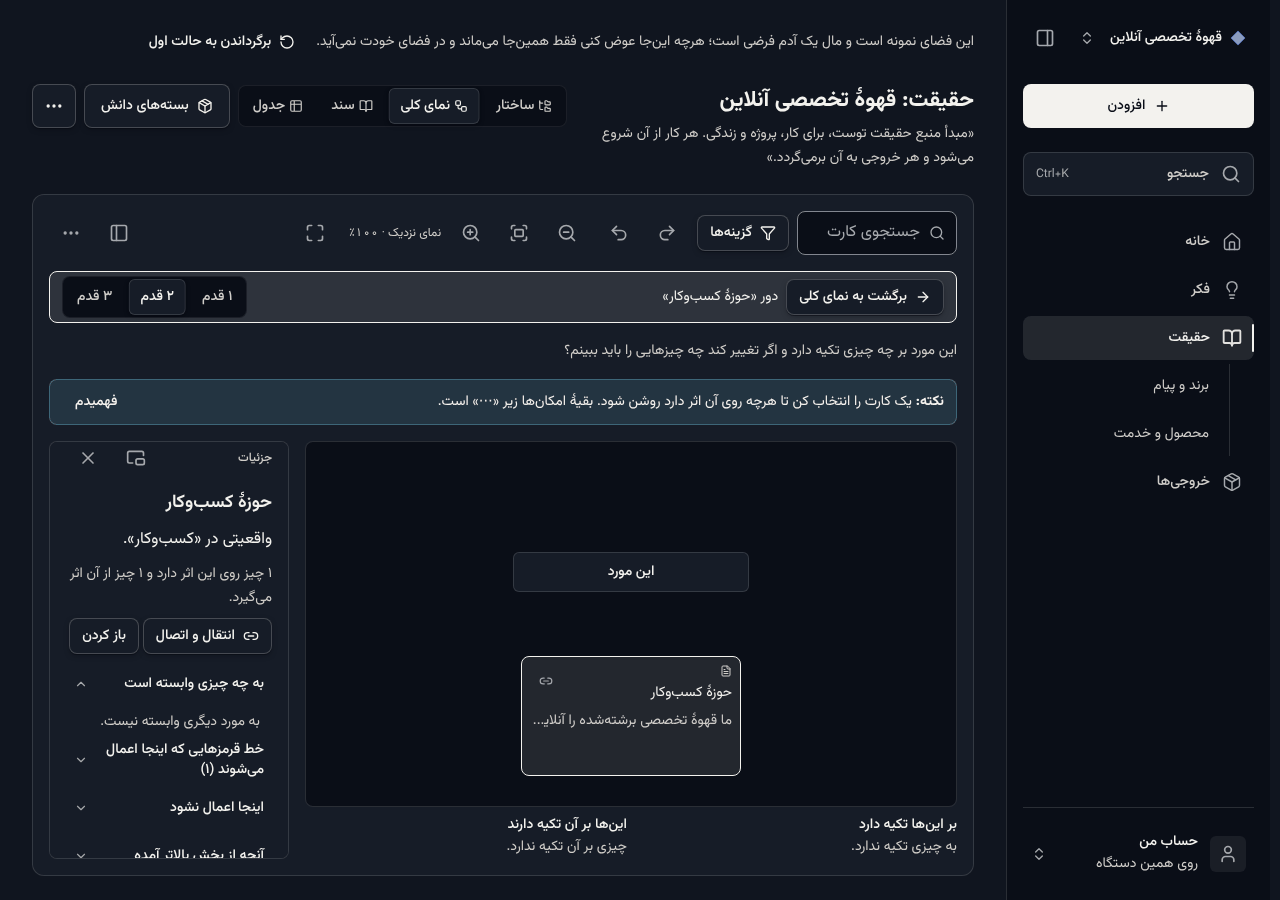 قهوهٔ تخصصی آنلاین
افزودن
جستجو
Ctrl+K
خانه
فکر
حقیقت
برند و پیام
محصول و خدمت
خروجی‌ها
حساب من
روی همین دستگاه
این فضای نمونه است و مال یک آدم فرضی است؛ هرچه این‌جا عوض کنی فقط همین‌جا می‌ماند و در فضای خودت نمی‌آید.
برگرداندن به حالت اول
حقیقت: قهوهٔ تخصصی آنلاین
«مبدأ منبع حقیقت توست، برای کار، پروژه و زندگی. هر کار از آن شروع
می‌شود و هر خروجی به آن برمی‌گردد.»
ساختار
نمای کلی
سند
جدول
بسته‌های دانش
جستجوی کارت
گزینه‌ها
نمای نزدیک · ۱۰۰٪
برگشت به نمای کلی
دور «حوزهٔ کسب‌وکار»
۱ قدم
۲ قدم
۳ قدم
این مورد بر چه چیزی تکیه دارد و اگر تغییر کند چه چیزهایی را باید ببینم؟
نکته: یک کارت را انتخاب کن تا هرچه روی آن اثر دارد روشن شود. بقیهٔ امکان‌ها زیر «···» است.
فهمیدم
این مورد
حوزهٔ کسب‌وکار
ما قهوهٔ تخصصی برشته‌شده را آنلای...
بر این‌ها تکیه دارد
به چیزی تکیه ندارد.
این‌ها بر آن تکیه دارند
چیزی بر آن تکیه ندارد.
جزئیات
حوزهٔ کسب‌وکار
واقعیتی در «کسب‌وکار».
۱ چیز روی این اثر دارد و ۱ چیز از آن اثر
می‌گیرد.
انتقال و اتصال
باز کردن
به چه چیزی وابسته است
به مورد دیگری وابسته نیست.
خط قرمزهایی که اینجا اعمال
می‌شوند (۱)
اینجا اعمال نشود
آنچه از بخش بالاتر آمده